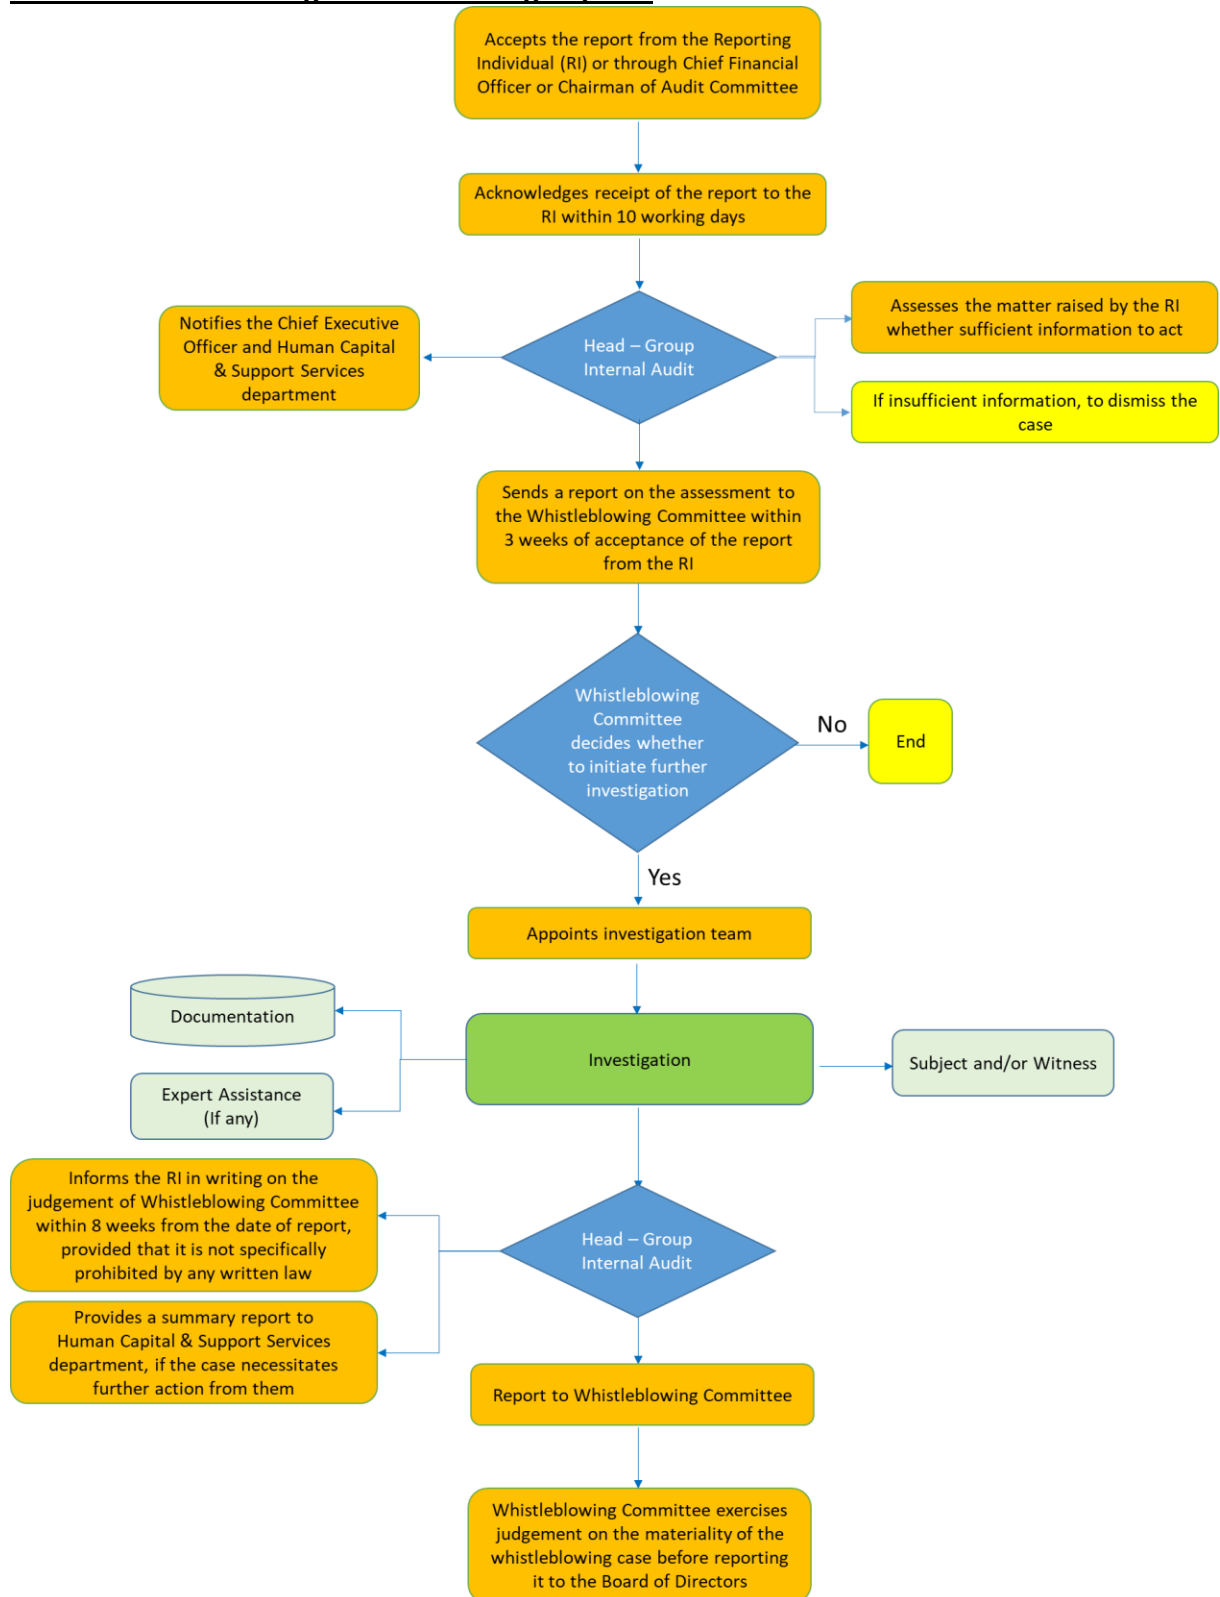 Accepts the report from the Reporting
Individual (RI) or through Chief Financial
Officer or Chairman of Audit Committee
Acknowledges receipt of the report to the
RI within 10 working days
Notifies the Chief Executive
Officer and Human Capital
& Support Services
department
Head – Group
Internal Audit
Assesses the matter raised by the RI
whether sufficient information to act
If insufficient information, to dismiss the
case
Sends a report on the assessment to
the Whistleblowing Committee within
3 weeks of acceptance of the report
from the RI
Whistleblowing
Committee
decides whether
to initiate further
investigation
No
End
Yes
Appoints investigation team
Documentation
Investigation
Subject and/or Witness
Expert Assistance
(If any)
Informs the RI in writing on the
judgement of Whistleblowing Committee
within 8 weeks from the date of report,
provided that it is not specifically
prohibited by any written law
Head – Group
Internal Audit
Provides a summary report to
Human Capital & Support Services
department, if the case necessitates
further action from them
Report to Whistleblowing Committee
Whistleblowing Committee exercises
judgement on the materiality of the
whistleblowing case before reporting
it to the Board of Directors